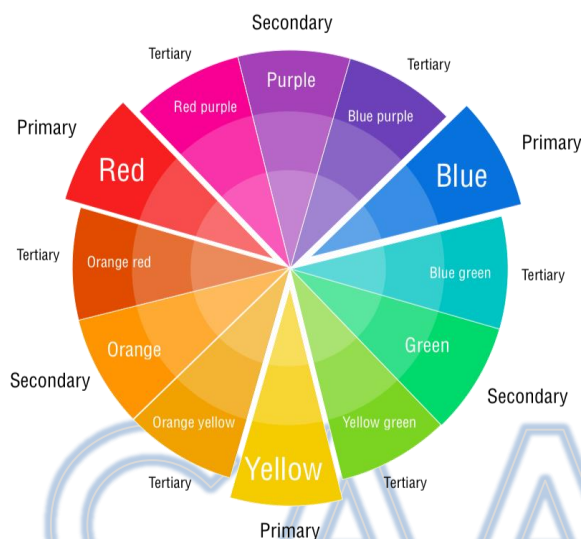 Secondary
Tertiary
Purple
Tertiary
Red purple
Blue purple
Primary
Primary
Red
Blue
Tertiary
Orange red
Blue green
Tertiary
Orange
Green
Secondary
Secondary
Orange yellow
Yellow green
Tertiary
Yellow
Tertiary
Primary